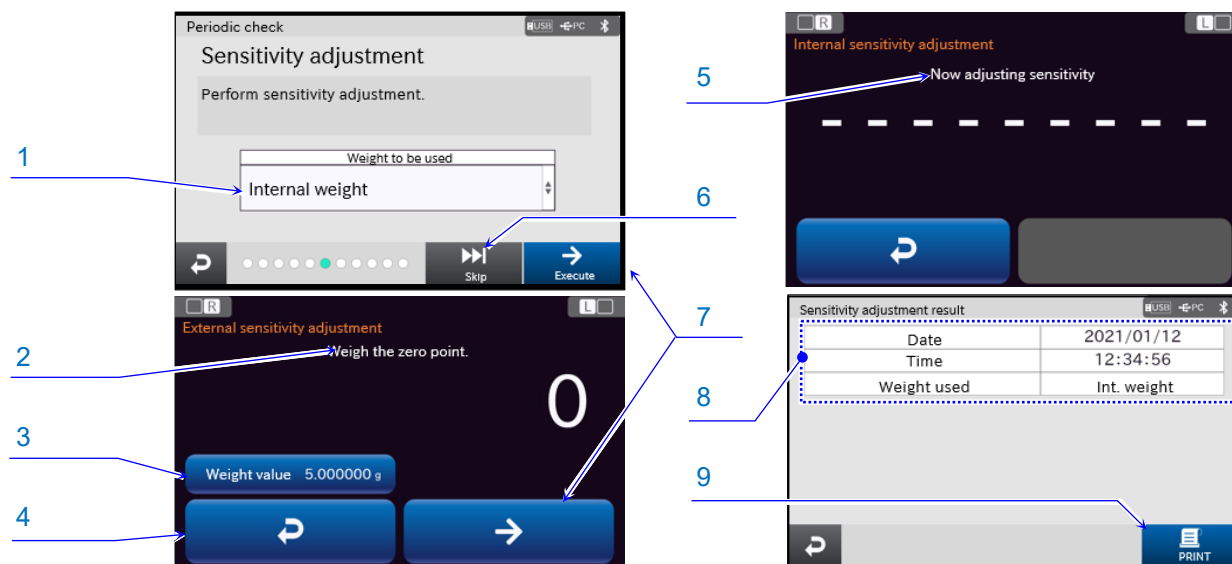 Periodic check
USB PC
Sensitivity adjustment
Perform sensitivity adjustment.
Weight to be used
Internal weight
Skip
Execute
1
R
L
External sensitivity adjustment
Weigh the zero point.
0
Weight value 5.000000 g
2
3
4
R
L
Internal sensitivity adjustment
Now adjusting sensitivity
5
6
7
Sensitivity adjustment result
USB PC
Date 2021/01/12
Time 12:34:56
Weight used Int. weight
PRINT
8
9